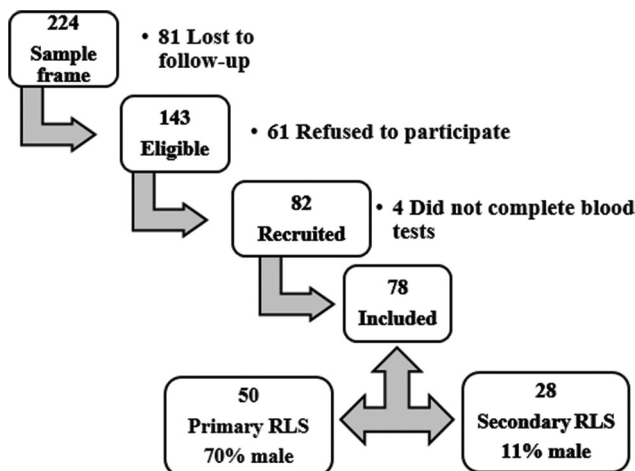 224
Sample
frame
• 81 Lost to
follow-up
143
Eligible
• 61 Refused to participate
82
Recruited
• 4 Did not complete blood
tests
78
Included
50
Primary RLS
70% male
28
Secondary RLS
11% male